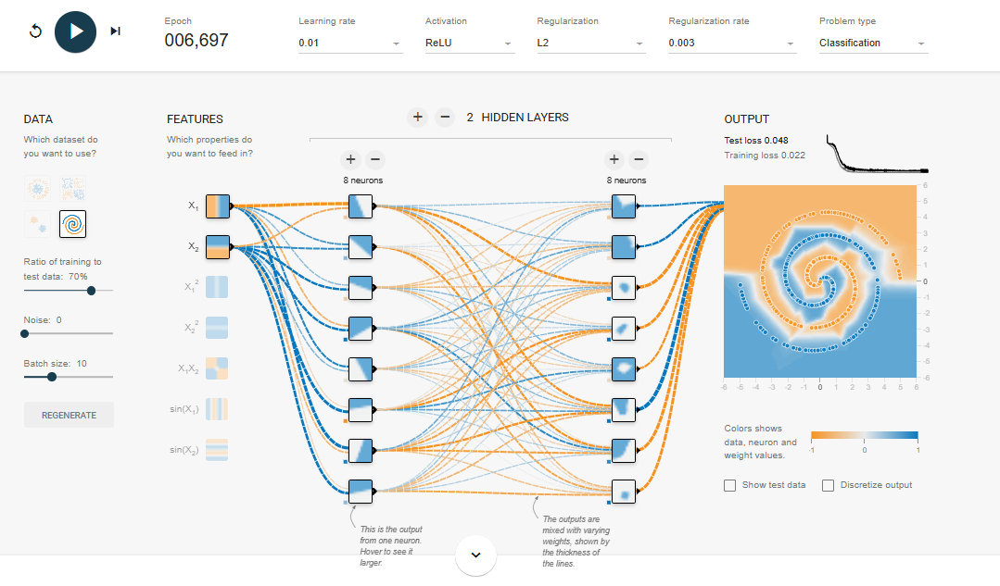 Epoch
006,697
Learning rate
0.01
Activation
ReLU
Regularization
L2
Regularization rate
0.003
Problem type
Classification
DATA
Which dataset do
you want to use?
Ratio of training to
test data: 70%
Noise: 0
Batch size: 10
REGENERATE
FEATURES
Which properties do
you want to feed in?
X1
X2
X1²
X2²
X1X2
sin(X1)
sin(X2)
+ − 2 HIDDEN LAYERS
+ −
8 neurons
+ −
8 neurons
This is the output
from one neuron.
Hover to see it
larger.
The outputs are
mixed with varying
weights, shown by
the thickness of
the lines.
OUTPUT
Test loss 0.048
Training loss 0.022
6
5
4
3
2
1
0
-1
-2
-3
-4
-5
-6
-6 -5 -4 -3 -2 -1 0 1 2 3 4 5 6
Colors shows
data, neuron and
weight values.
-1 0 1
Show test data
Discretize output